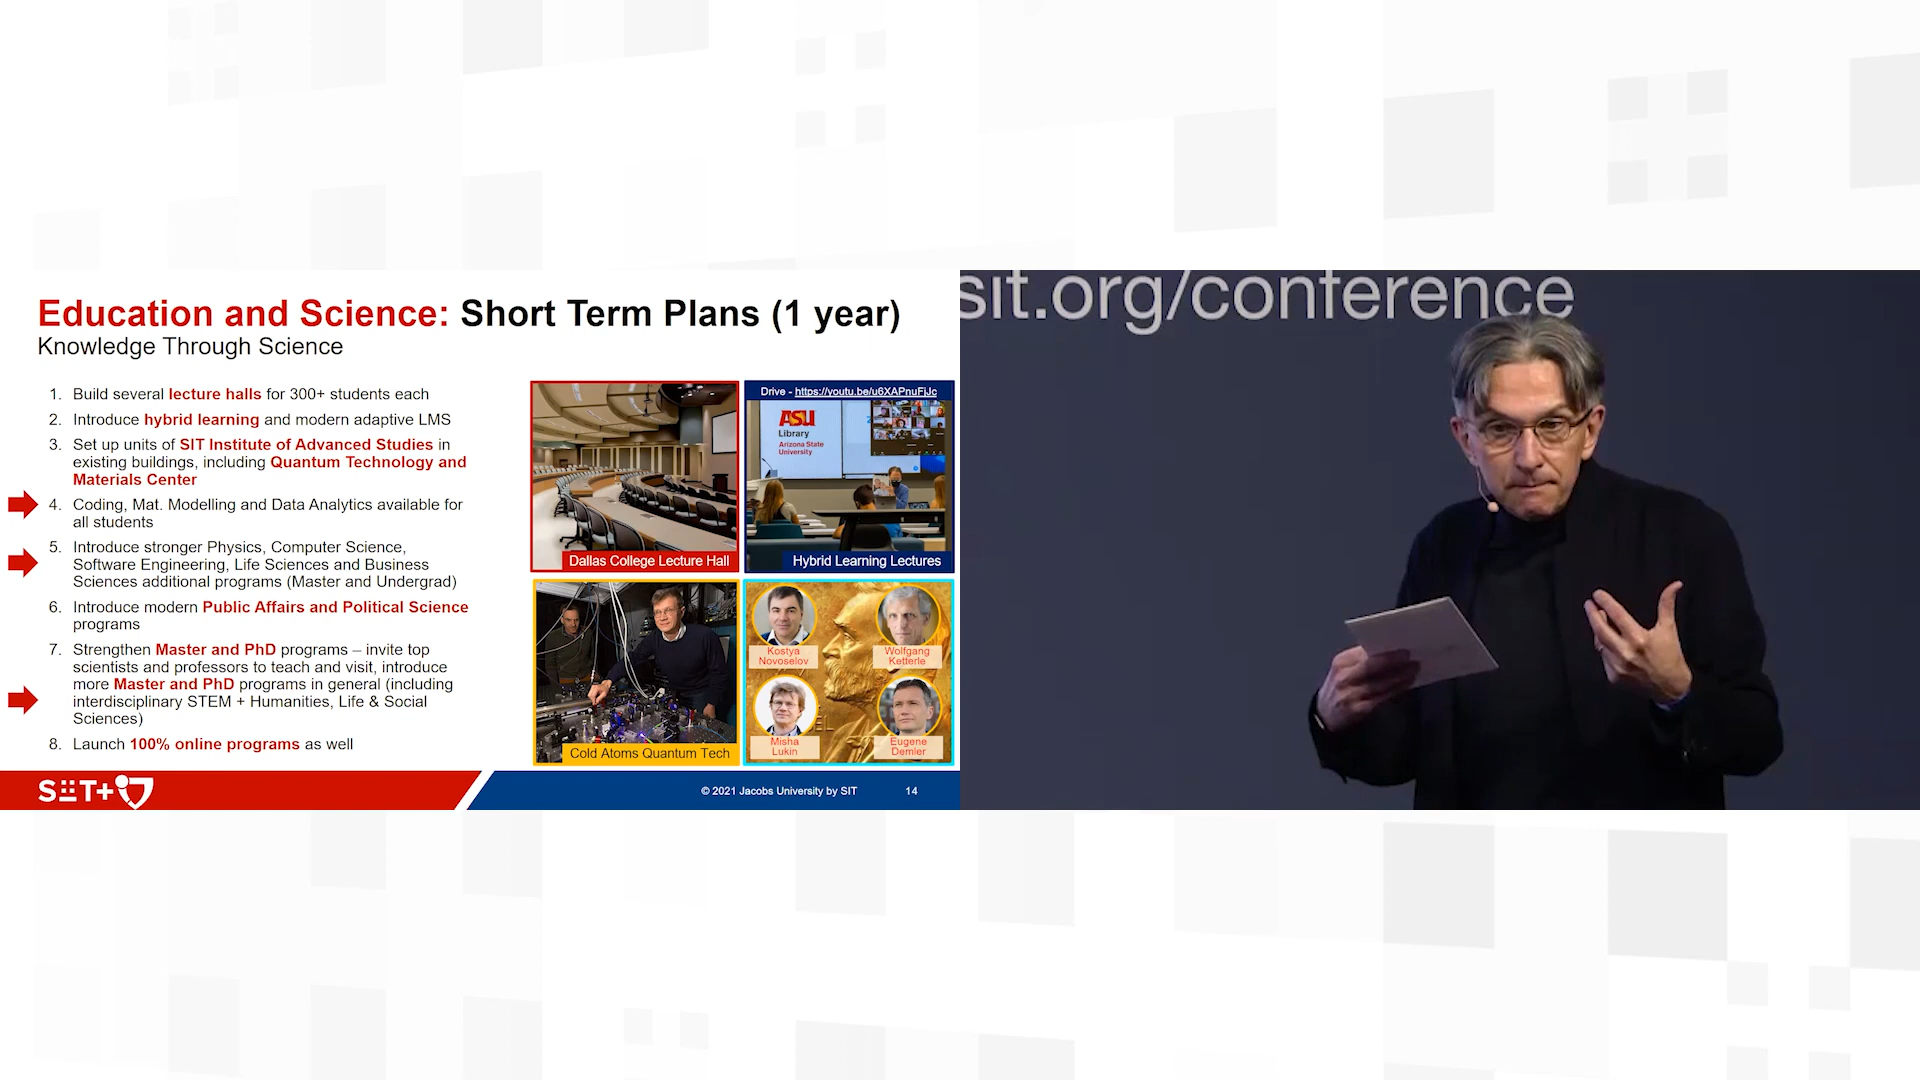 Education and Science: Short Term Plans (1 year)
Knowledge Through Science
1. Build several lecture halls for 300+ students each
2. Introduce hybrid learning and modern adaptive LMS
3. Set up units of SIT Institute of Advanced Studies in
existing buildings, including Quantum Technology and
Materials Center
4. Coding, Mat. Modelling and Data Analytics available for
all students
5. Introduce stronger Physics, Computer Science,
Software Engineering, Life Sciences and Business
Sciences additional programs (Master and Undergrad)
6. Introduce modern Public Affairs and Political Science
programs
7. Strengthen Master and PhD programs – invite top
scientists and professors to teach and visit, introduce
more Master and PhD programs in general (including
interdisciplinary STEM + Humanities, Life & Social
Sciences)
8. Launch 100% online programs as well
Dallas College Lecture Hall
Drive - https://youtu.be/u6XAPnuFjJc
ASU
Library
Arizona State
University
Hybrid Learning Lectures
Cold Atoms Quantum Tech
Kostya
Novoselov
Wolfgang
Ketterle
Misha
Lukin
Eugene
Demler
SIT+
© 2021 Jacobs University by SIT
14
sit.org/conference